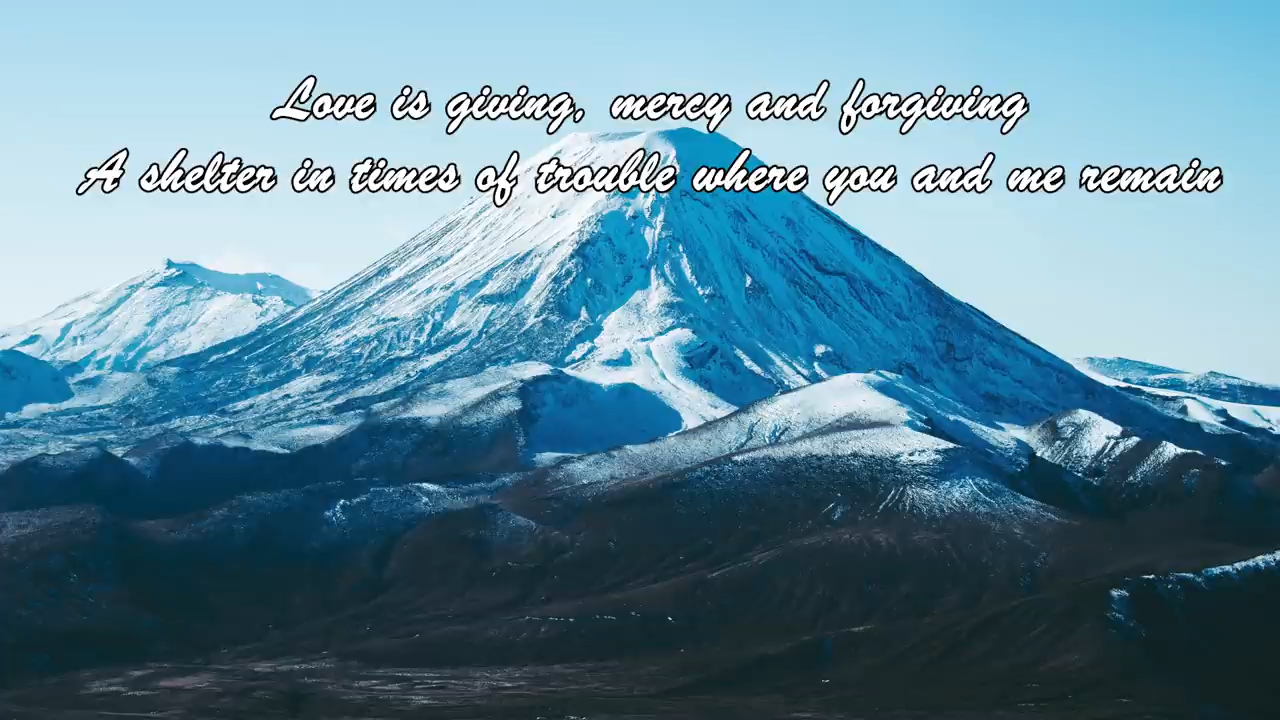 Love is giving, mercy and forgiving
A shelter in times of trouble where you and me remain